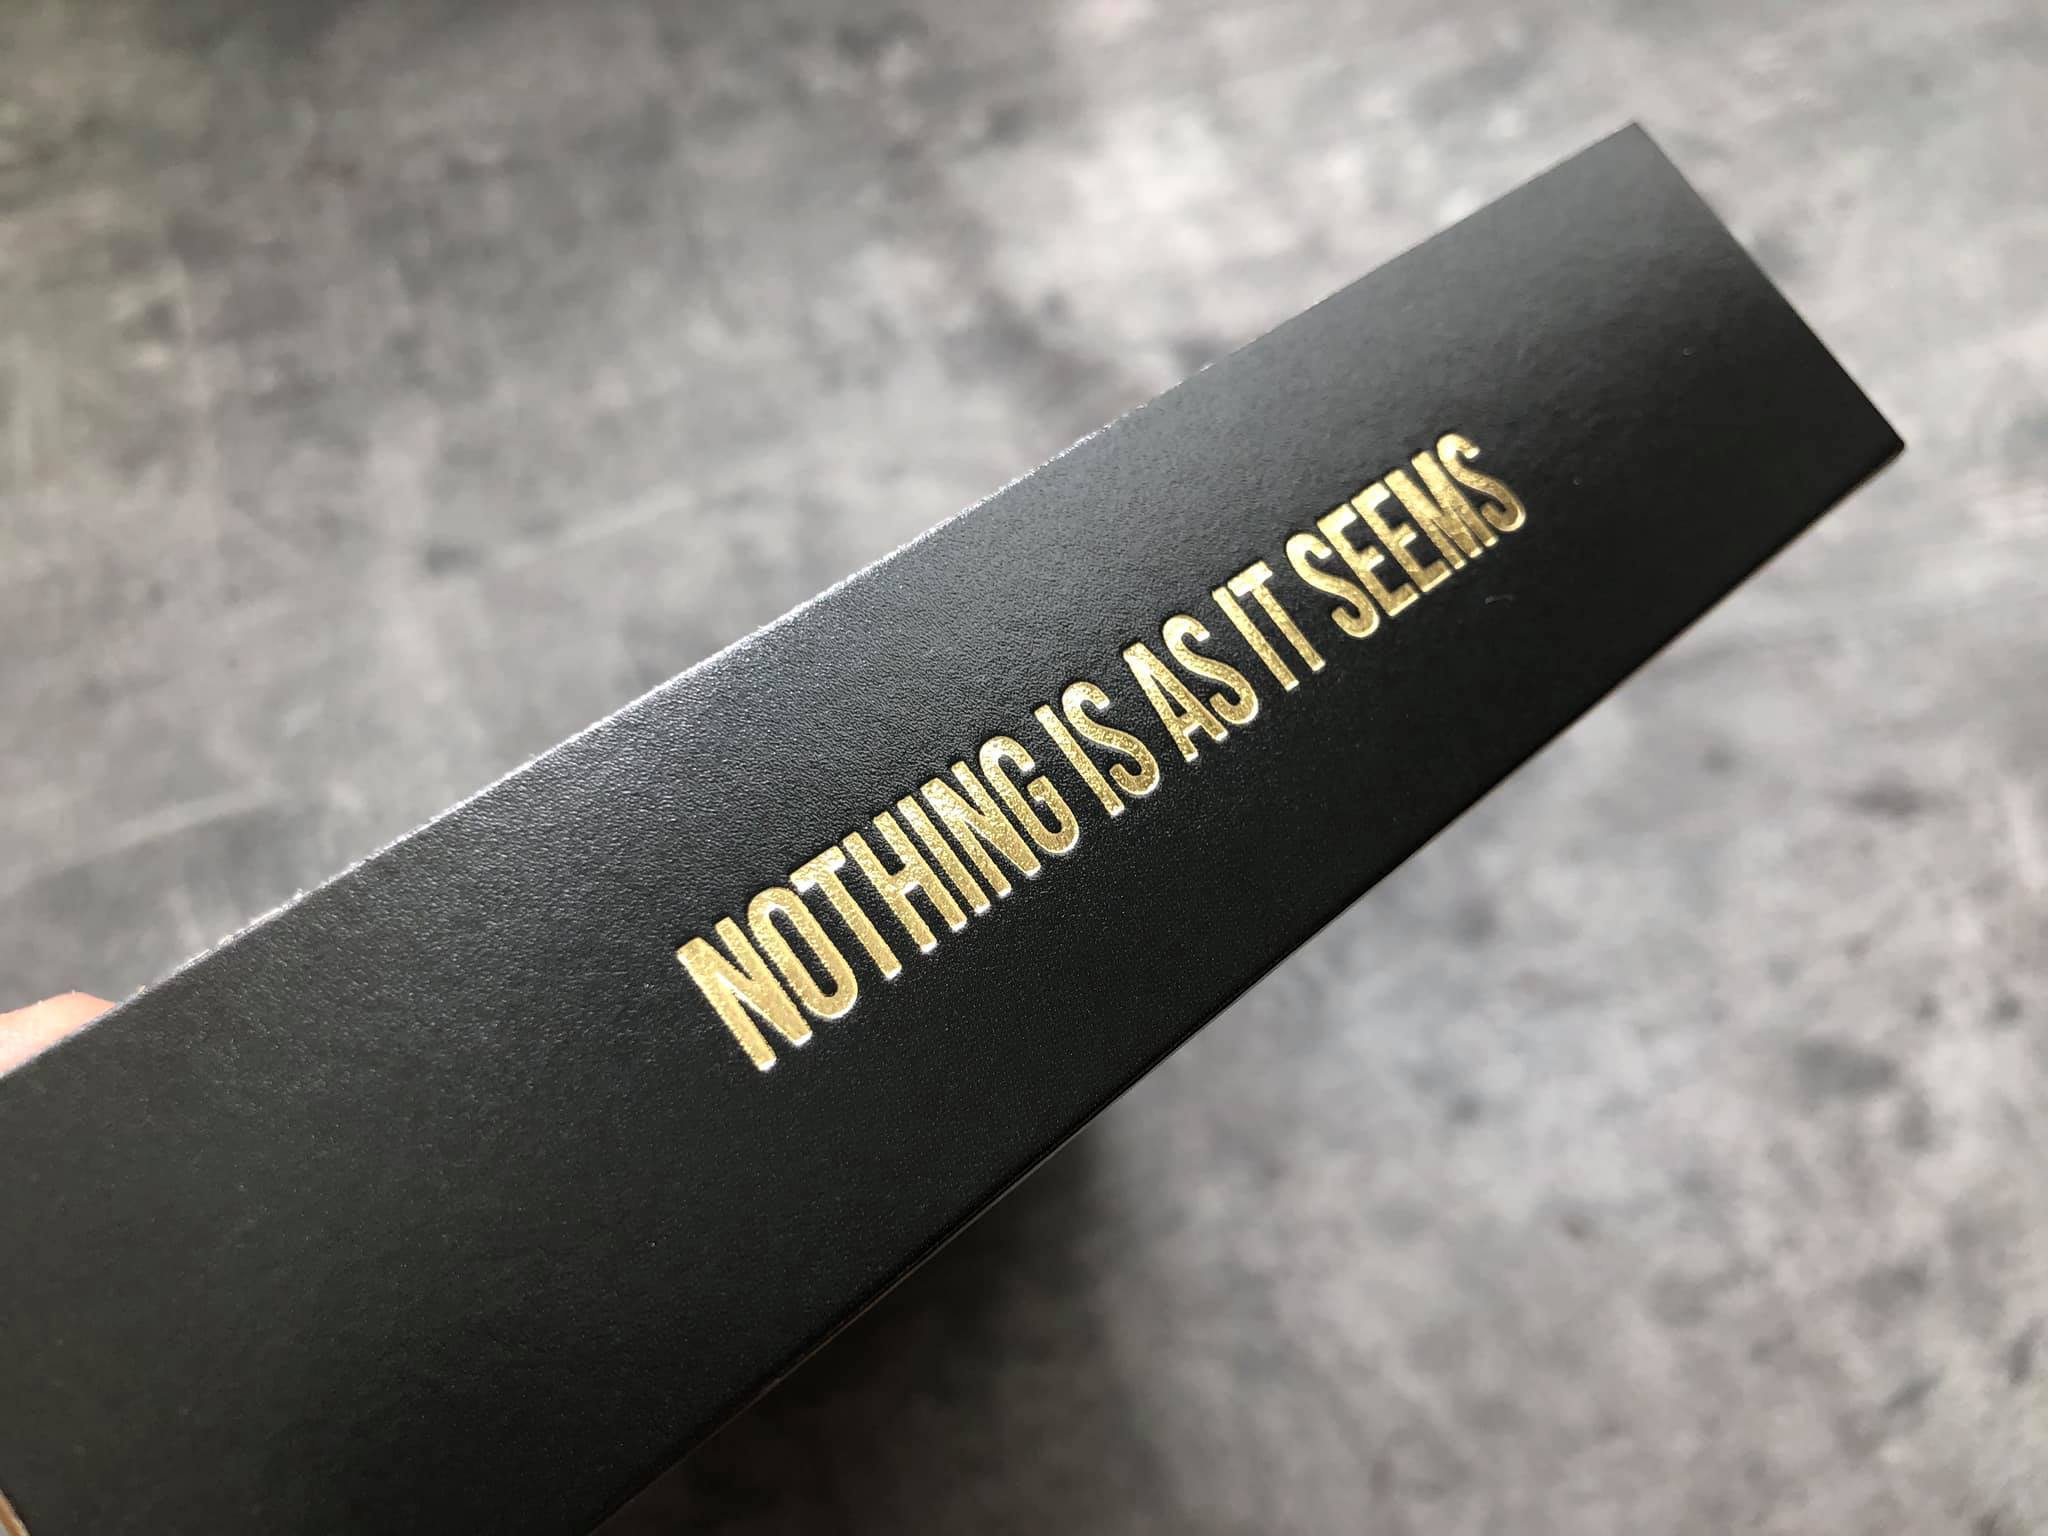 NOTHING IS AS IT SEEMS